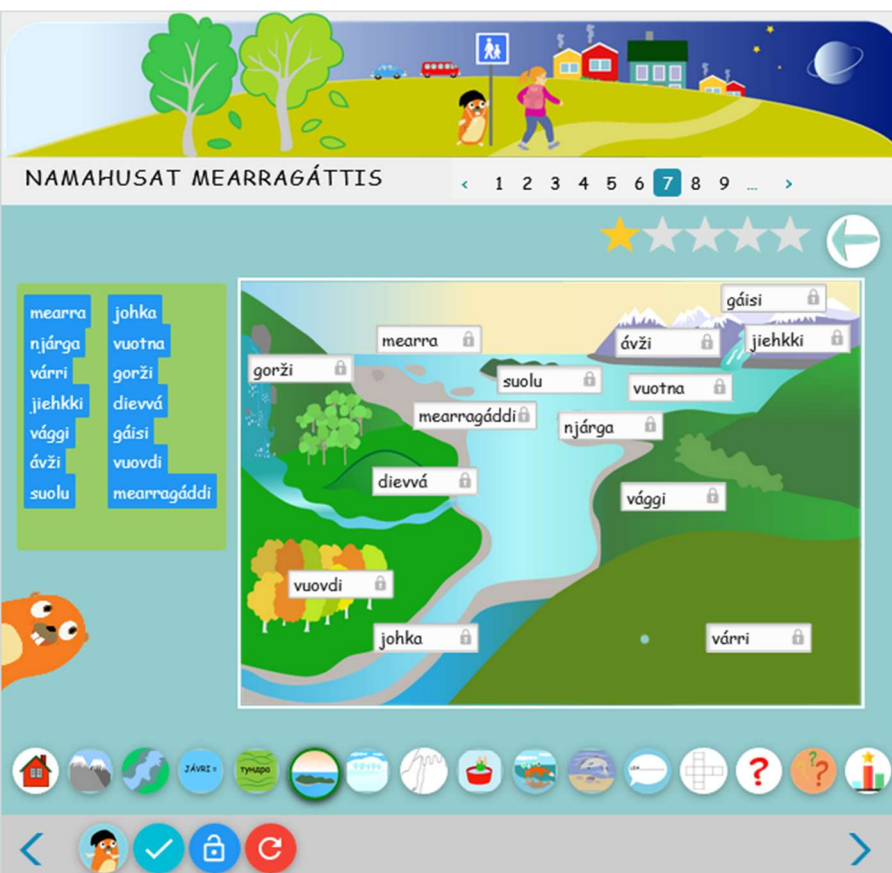 NAMAHUSAT MEARRAGÁTTIS
‹ 1 2 3 4 5 6 7 8 9 ... ›
mearra johka
njárga vuotna
várri gorži
jiehkki dievvá
vággi gáisi
ávži vuovdi
suolu mearragáddi
gáisi
mearra
ávži
jiehkki
gorži
suolu
vuotna
mearragáddi
njárga
dievvá
vággi
vuovdi
johka
várri
JÁVRI =
тундра
?
??